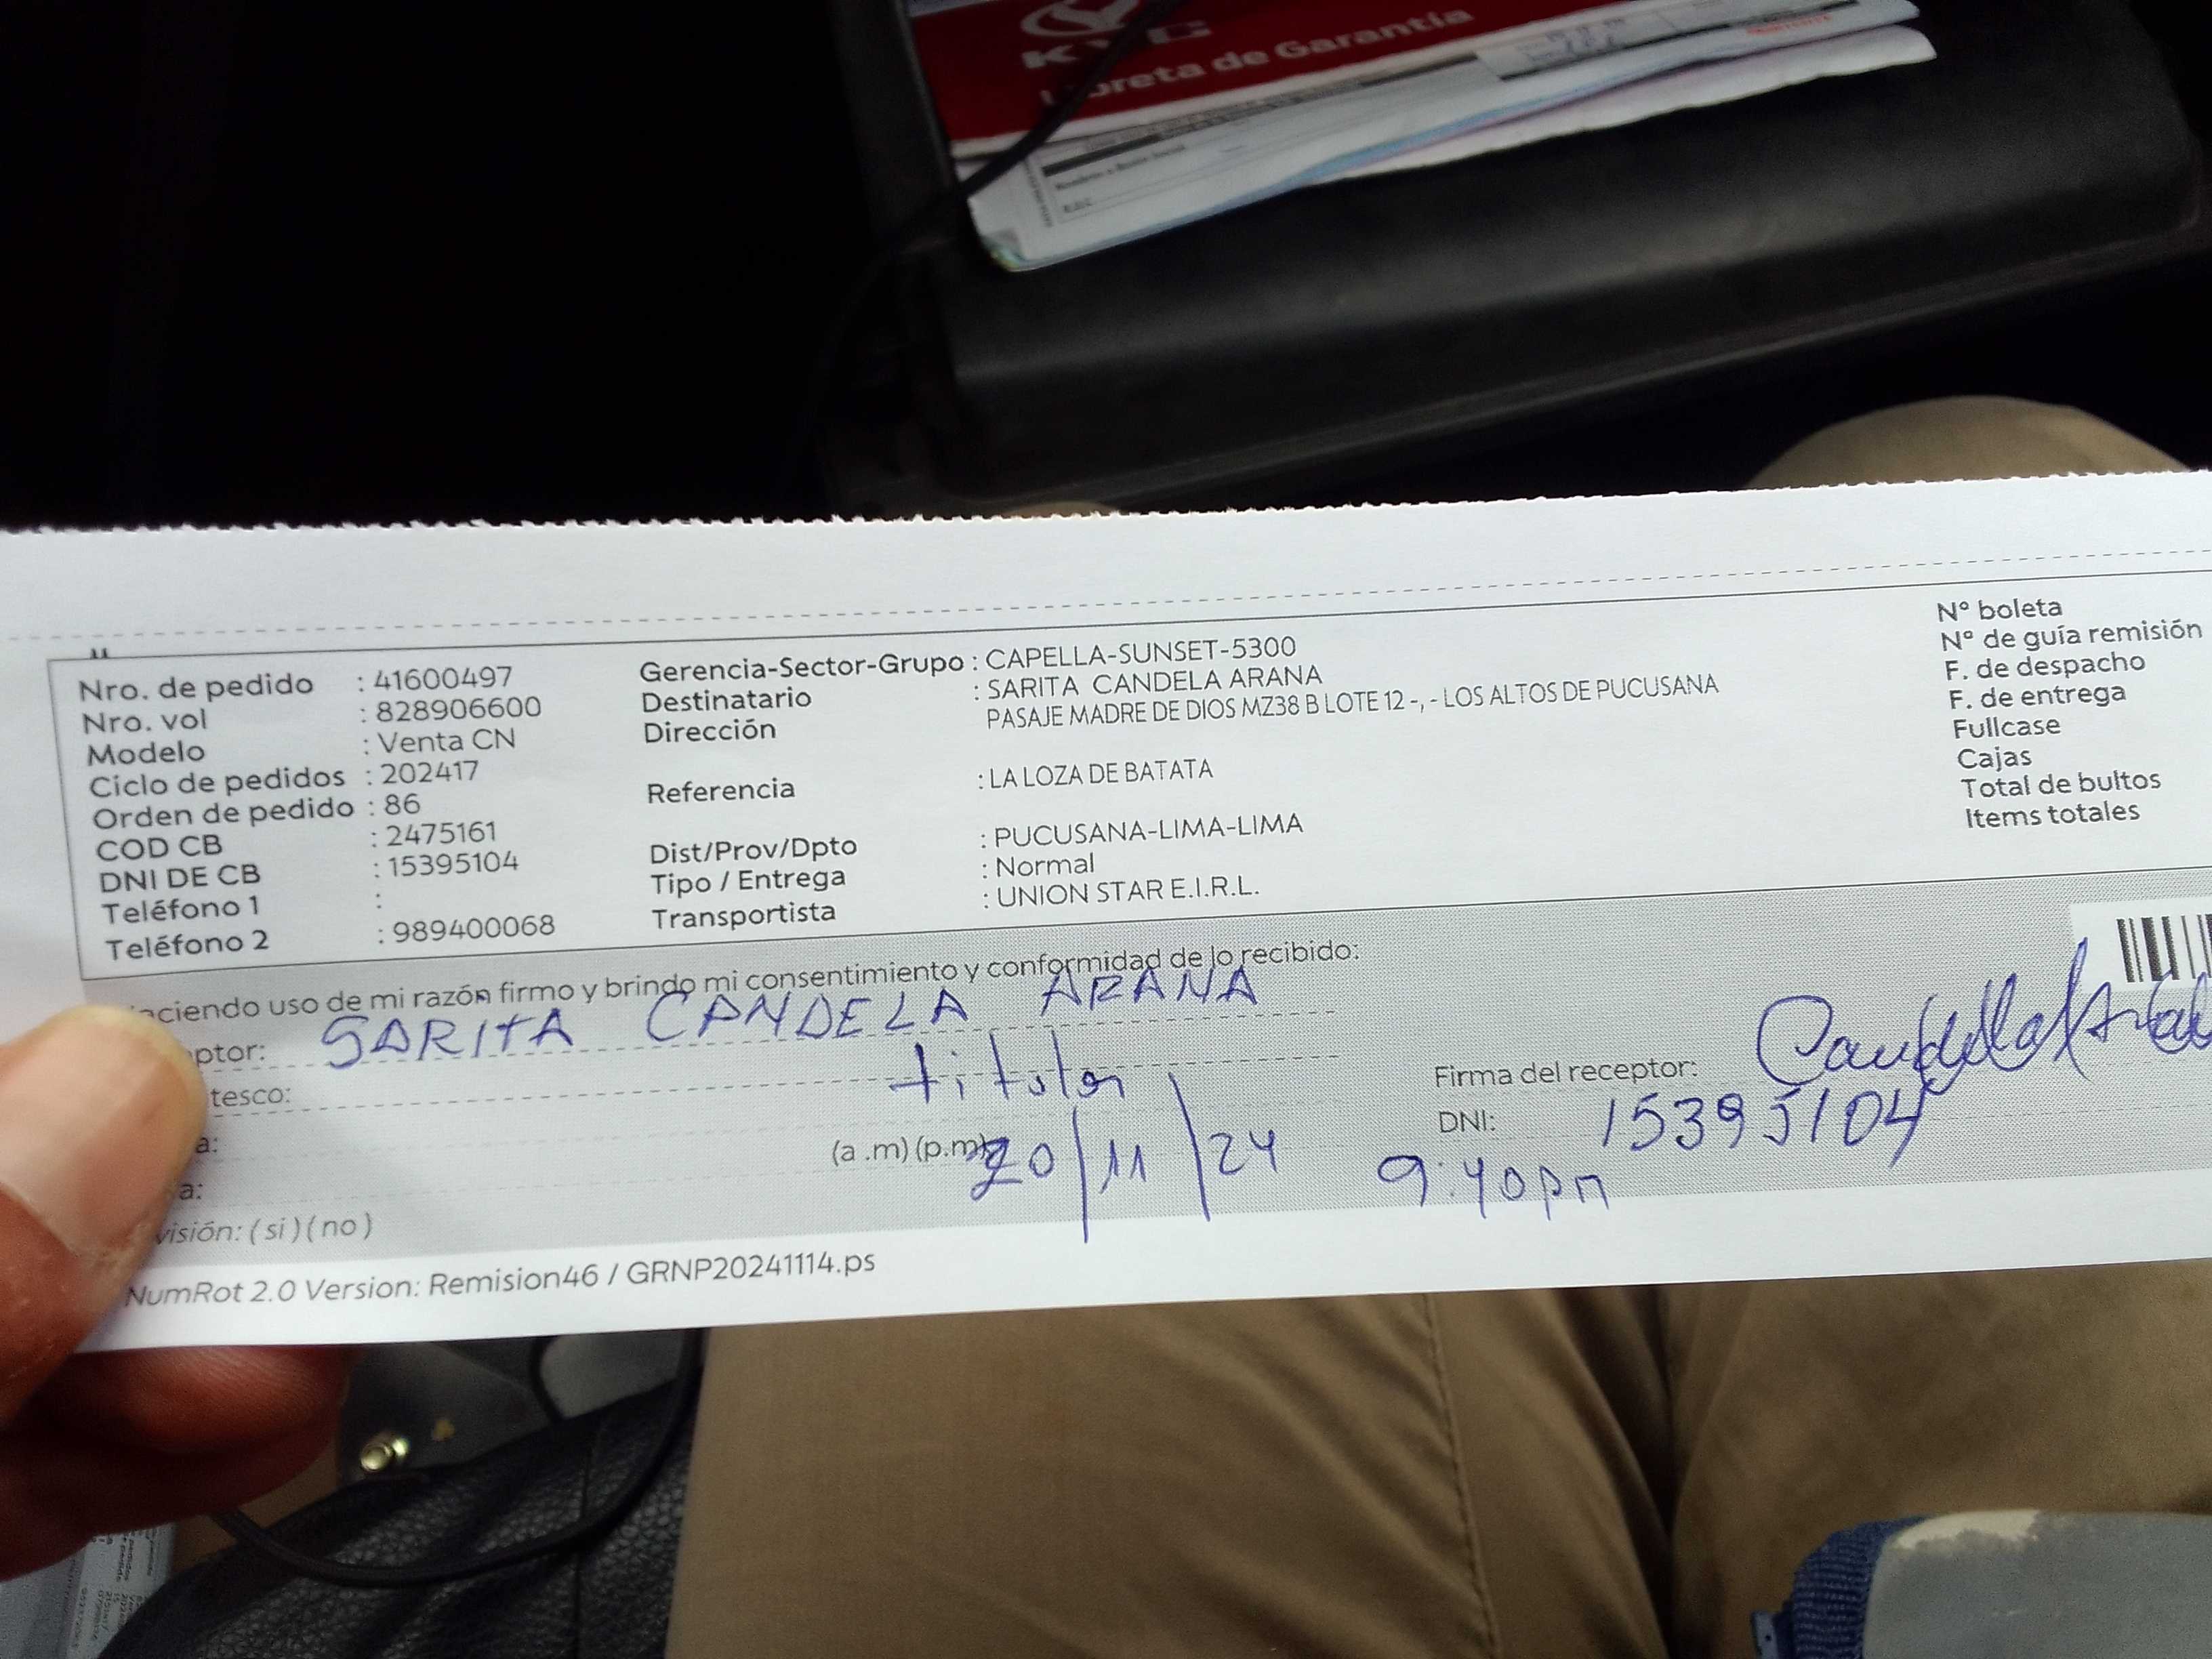 KYC
Libreta de Garantía
Nro. de pedido : 41600497
Nro. vol : 828906600
Modelo : Venta CN
Ciclo de pedidos : 202417
Orden de pedido : 86
COD CB : 2475161
DNI DE CB : 15395104
Teléfono 1 :
Teléfono 2 : 989400068
Gerencia-Sector-Grupo : CAPELLA-SUNSET-5300
Destinatario : SARITA CANDELA ARANA
Dirección PASAJE MADRE DE DIOS MZ38 B LOTE 12 -, - LOS ALTOS DE PUCUSANA
Referencia : LA LOZA DE BATATA
Dist/Prov/Dpto : PUCUSANA-LIMA-LIMA
Tipo / Entrega : Normal
Transportista : UNION STAR E.I.R.L.
N° boleta
N° de guía remisión
F. de despacho
F. de entrega
Fullcase
Cajas
Total de bultos
Items totales
aciendo uso de mi razón firmo y brindo mi consentimiento y conformidad de lo recibido:
ptor: SARITA CANDELA ARANA
tesco: titular
Firma del receptor:
a: (a .m) (p.m) 20/11/24
DNI: 15395104
9:40pm
a:
visión: ( si ) ( no )
NumRot 2.0 Version: Remision46 / GRNP20241114.ps